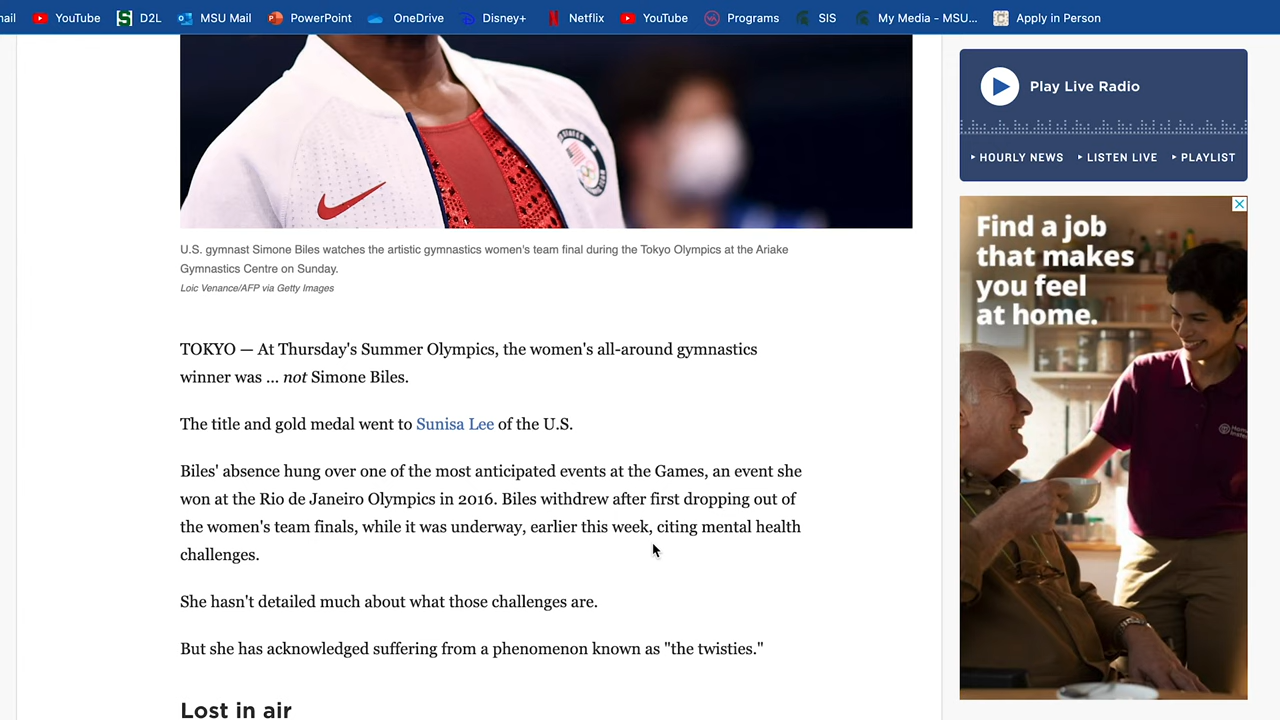 ail YouTube D2L MSU Mail PowerPoint OneDrive Disney+ Netflix YouTube Programs SIS My Media – MSU... Apply in Person
Play Live Radio
HOURLY NEWS LISTEN LIVE PLAYLIST
U.S. gymnast Simone Biles watches the artistic gymnastics women's team final during the Tokyo Olympics at the Ariake
Gymnastics Centre on Sunday.
Loic Venance/AFP via Getty Images
TOKYO — At Thursday's Summer Olympics, the women's all-around gymnastics
winner was ... not Simone Biles.
The title and gold medal went to Sunisa Lee of the U.S.
Biles' absence hung over one of the most anticipated events at the Games, an event she
won at the Rio de Janeiro Olympics in 2016. Biles withdrew after first dropping out of
the women's team finals, while it was underway, earlier this week, citing mental health
challenges.
She hasn't detailed much about what those challenges are.
But she has acknowledged suffering from a phenomenon known as "the twisties."
Lost in air
Find a job
that makes
you feel
at home.